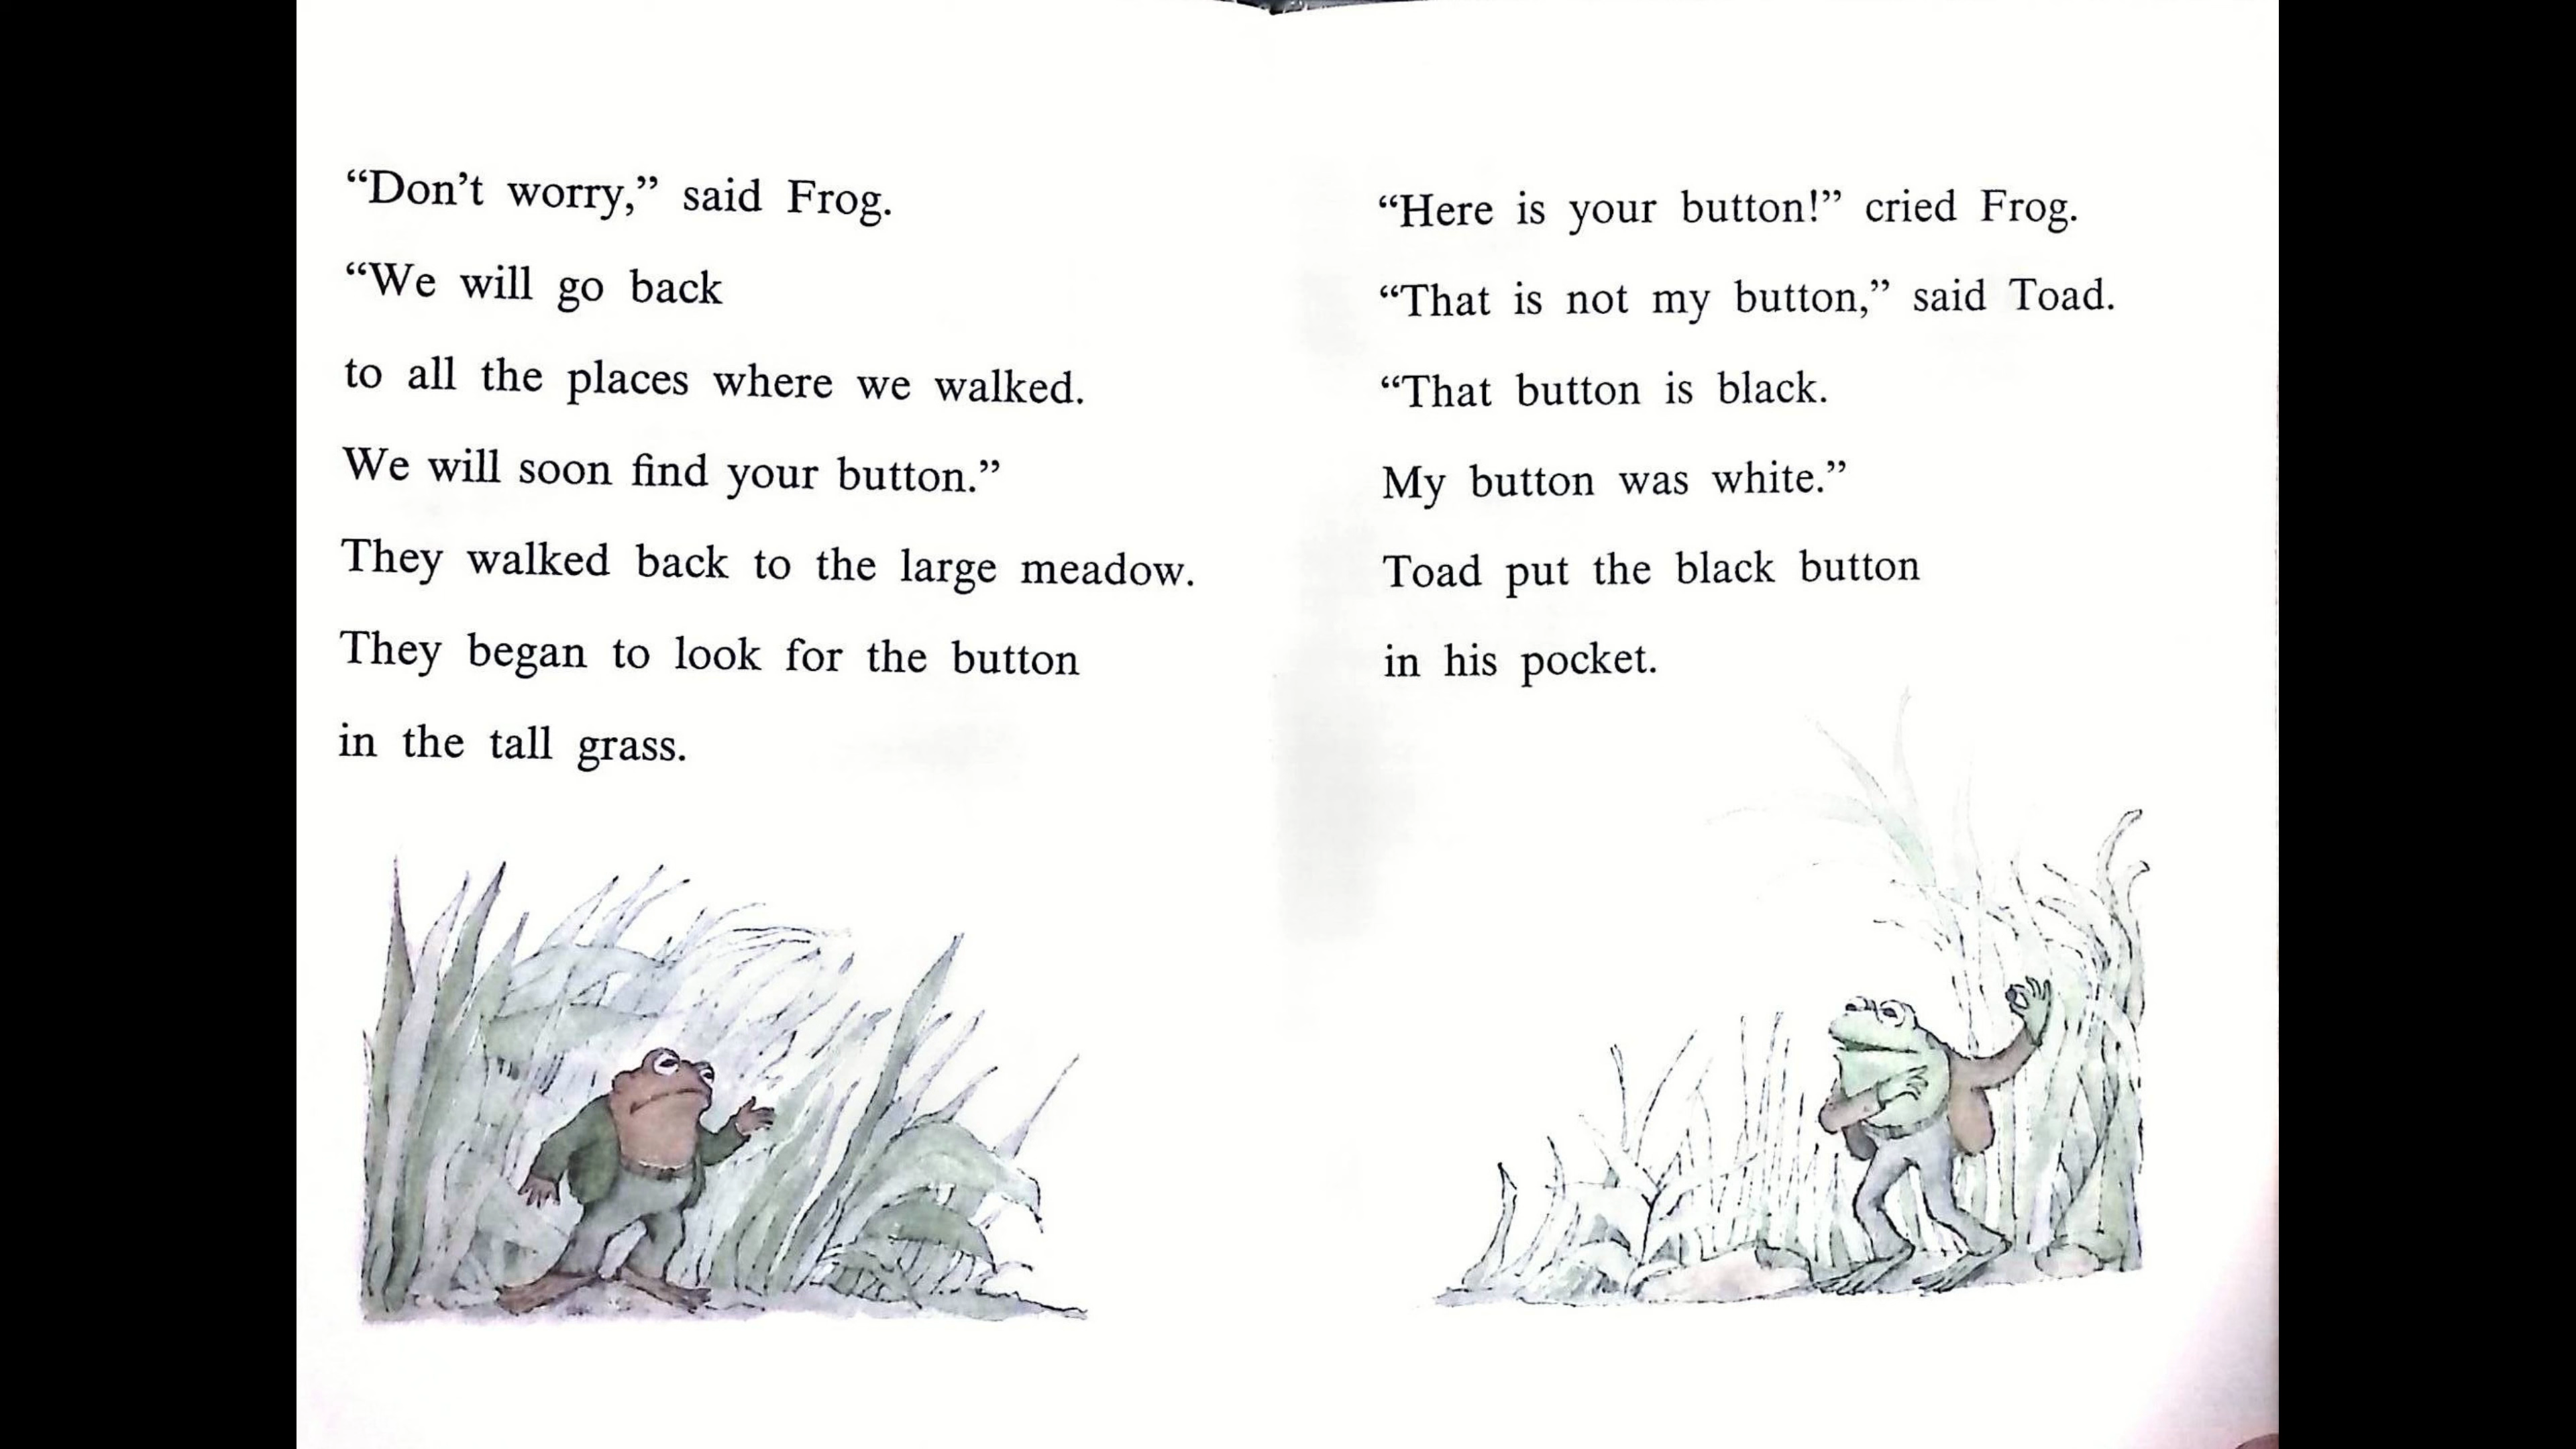 “Don’t worry,” said Frog.
“We will go back
to all the places where we walked.
We will soon find your button.”
They walked back to the large meadow.
They began to look for the button
in the tall grass.
“Here is your button!” cried Frog.
“That is not my button,” said Toad.
“That button is black.
My button was white.”
Toad put the black button
in his pocket.